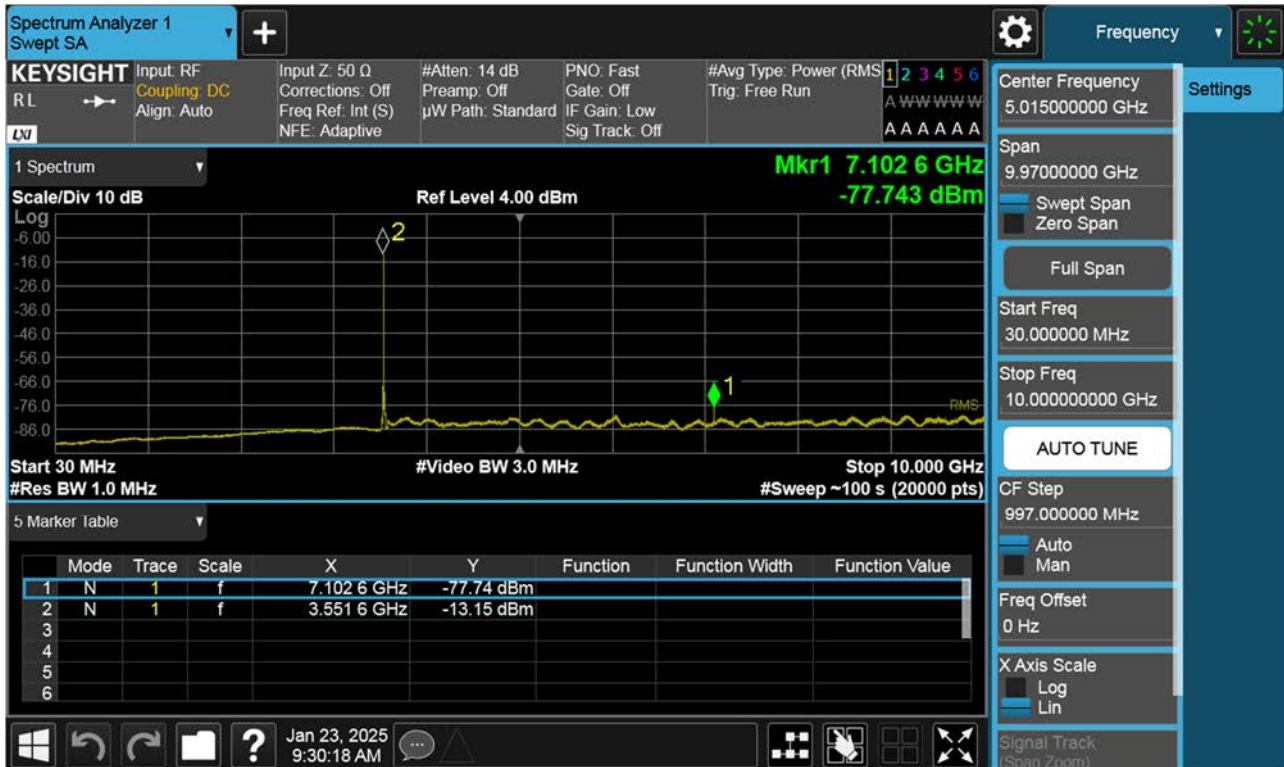 Spectrum Analyzer 1
Swept SA
+
Frequency
KEYSIGHT
RL
LXI
Input: RF
Coupling: DC
Align: Auto
Input Z: 50 Ω
Corrections: Off
Freq Ref: Int (S)
NFE: Adaptive
#Atten: 14 dB
Preamp: Off
µW Path: Standard
PNO: Fast
Gate: Off
IF Gain: Low
Sig Track: Off
#Avg Type: Power (RMS
Trig: Free Run
1 2 3 4 5 6
A W W W W W
A A A A A A
1 Spectrum
Mkr1 7.102 6 GHz
-77.743 dBm
Scale/Div 10 dB
Ref Level 4.00 dBm
Log
-6.00
-16.0
-26.0
-36.0
-46.0
-56.0
-66.0
-76.0
-86.0
2
1
RMS
Start 30 MHz
#Video BW 3.0 MHz
Stop 10.000 GHz
#Res BW 1.0 MHz
#Sweep ~100 s (20000 pts)
5 Marker Table
Mode Trace Scale X Y Function Function Width Function Value
1 N 1 f 7.102 6 GHz -77.74 dBm
2 N 1 f 3.551 6 GHz -13.15 dBm
3
4
5
6
?
Jan 23, 2025
9:30:18 AM
Center Frequency
5.015000000 GHz
Settings
Span
9.97000000 GHz
Swept Span
Zero Span
Full Span
Start Freq
30.000000 MHz
Stop Freq
10.000000000 GHz
AUTO TUNE
CF Step
997.000000 MHz
Auto
Man
Freq Offset
0 Hz
X Axis Scale
Log
Lin
Signal Track
(Span Zoom)